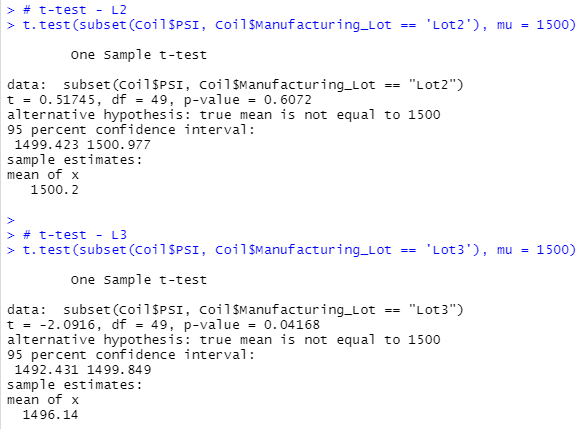 > # t-test - L2
> t.test(subset(Coil$PSI, Coil$Manufacturing_Lot == 'Lot2'), mu = 1500)
One Sample t-test
data:  subset(Coil$PSI, Coil$Manufacturing_Lot == "Lot2")
t = 0.51745, df = 49, p-value = 0.6072
alternative hypothesis: true mean is not equal to 1500
95 percent confidence interval:
1499.423 1500.977
sample estimates:
mean of x
1500.2
>
> # t-test - L3
> t.test(subset(Coil$PSI, Coil$Manufacturing_Lot == 'Lot3'), mu = 1500)
One Sample t-test
data:  subset(Coil$PSI, Coil$Manufacturing_Lot == "Lot3")
t = -2.0916, df = 49, p-value = 0.04168
alternative hypothesis: true mean is not equal to 1500
95 percent confidence interval:
1492.431 1499.849
sample estimates:
mean of x
1496.14